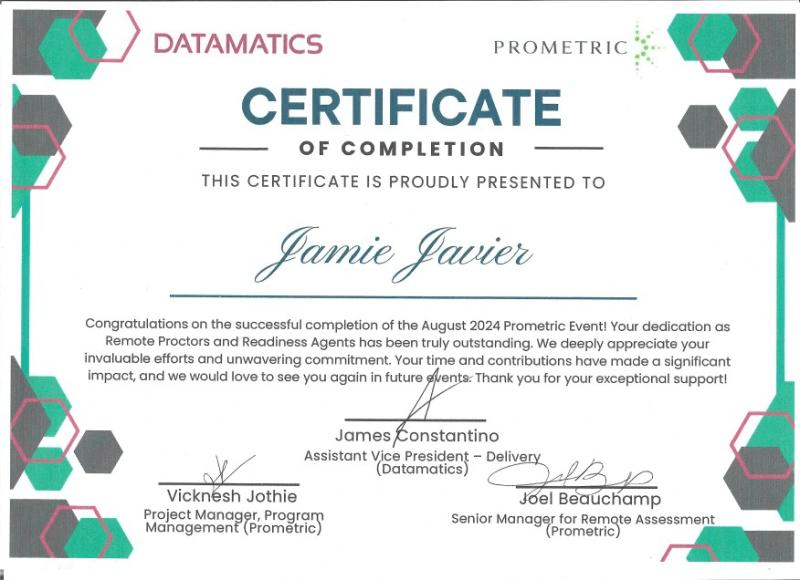 DATAMATICS
PROMETRIC
CERTIFICATE
OF COMPLETION
THIS CERTIFICATE IS PROUDLY PRESENTED TO
Jamie Javier
Congratulations on the successful completion of the August 2024 Prometric Event! Your dedication as
Remote Proctors and Readiness Agents has been truly outstanding. We deeply appreciate your
invaluable efforts and unwavering commitment. Your time and contributions have made a significant
impact, and we would love to see you again in future events. Thank you for your exceptional support!
James Constantino
Assistant Vice President – Delivery
(Datamatics)
Vicknesh Jothie
Project Manager, Program
Management (Prometric)
Joel Beauchamp
Senior Manager for Remote Assessment
(Prometric)